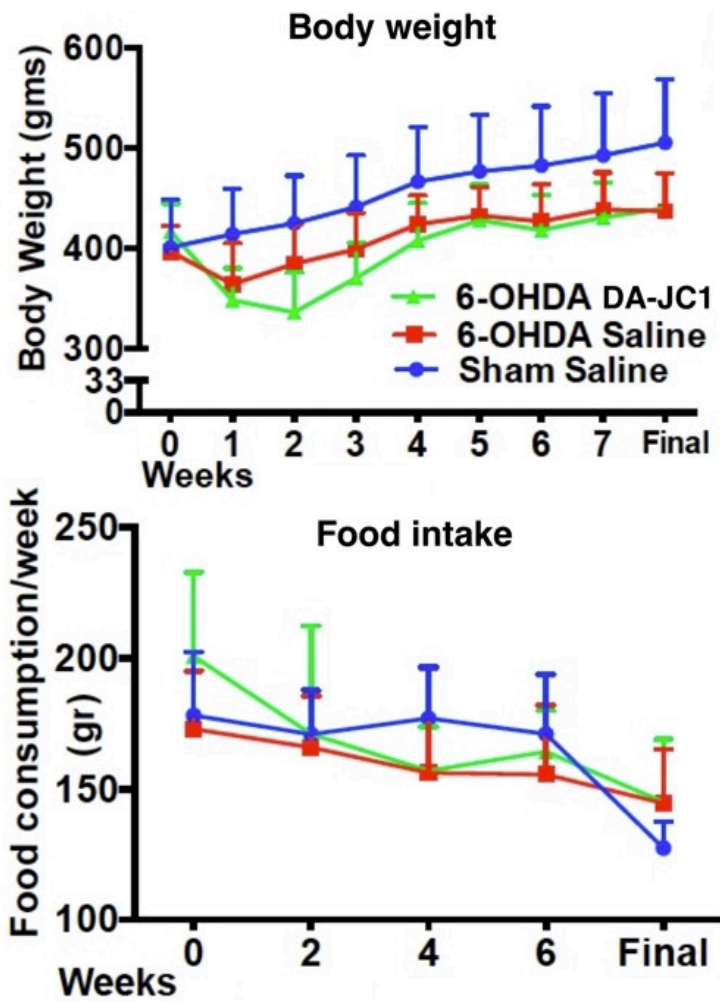 Body weight
Body Weight (gms)
600
500
400
300
33
0
6-OHDA DA-JC1
6-OHDA Saline
Sham Saline
0 1 2 3 4 5 6 7 Final
Weeks
Food intake
Food consumption/week
(gr)
250
200
150
100
0 2 4 6 Final
Weeks